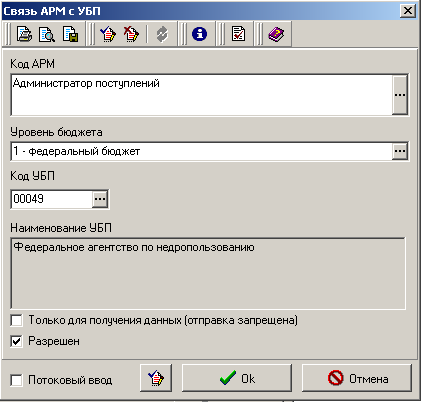 Связь АРМ с УБП
Код АРМ
Администратор поступлений
...
Уровень бюджета
1 - Федеральный бюджет
...
Код УБП
00049
...
Наименование УБП
Федеральное агентство по недропользованию
Только для получения данных (отправка запрещена)
Разрешен
Потоковый ввод
Ok
Отмена